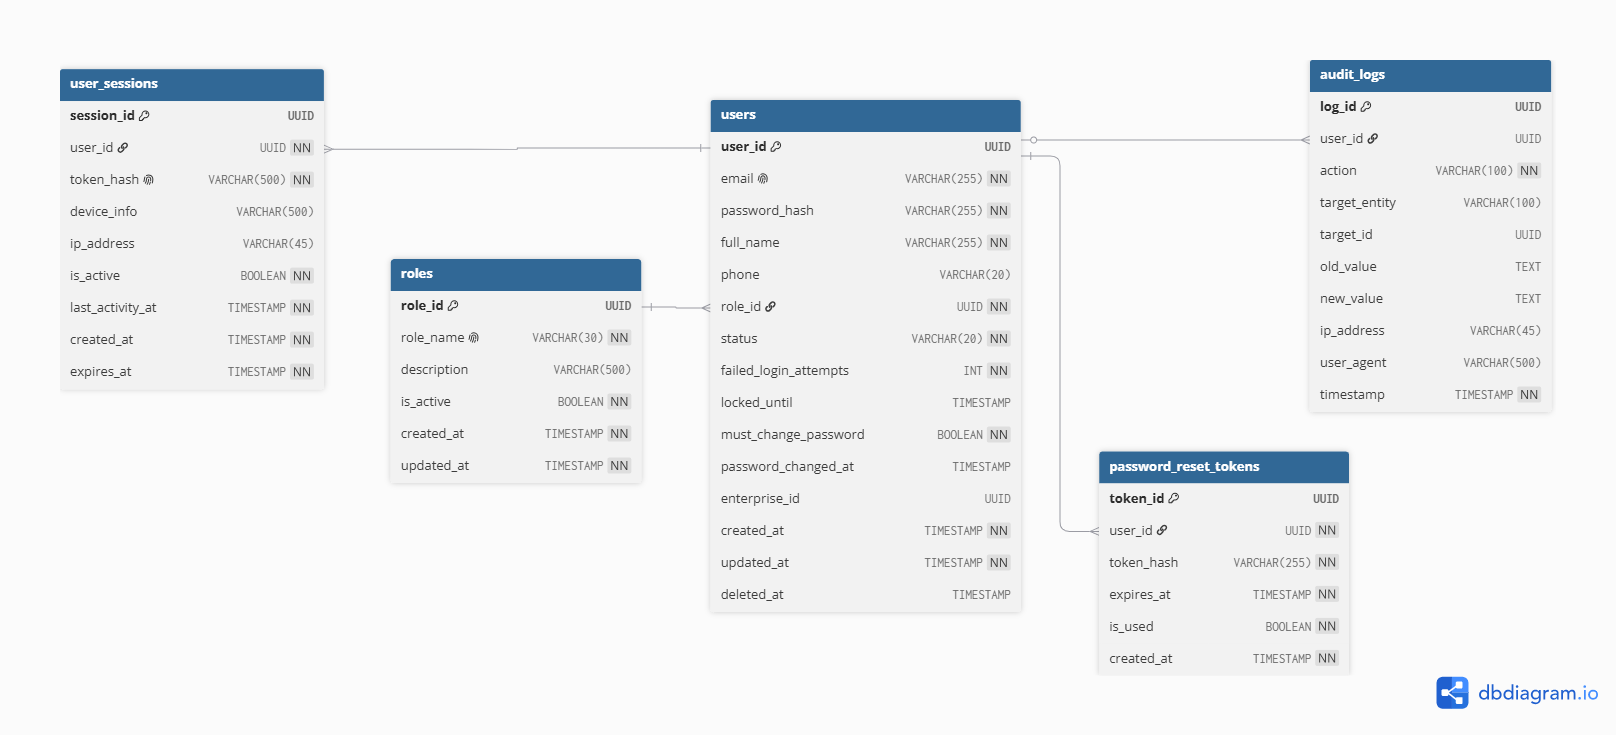 user_sessions
session_id UUID
user_id UUID NN
token_hash VARCHAR(500) NN
device_info VARCHAR(500)
ip_address VARCHAR(45)
is_active BOOLEAN NN
last_activity_at TIMESTAMP NN
created_at TIMESTAMP NN
expires_at TIMESTAMP NN
roles
role_id UUID
role_name VARCHAR(30) NN
description VARCHAR(500)
is_active BOOLEAN NN
created_at TIMESTAMP NN
updated_at TIMESTAMP NN
users
user_id UUID
email VARCHAR(255) NN
password_hash VARCHAR(255) NN
full_name VARCHAR(255) NN
phone VARCHAR(20)
role_id UUID NN
status VARCHAR(20) NN
failed_login_attempts INT NN
locked_until TIMESTAMP
must_change_password BOOLEAN NN
password_changed_at TIMESTAMP
enterprise_id UUID
created_at TIMESTAMP NN
updated_at TIMESTAMP NN
deleted_at TIMESTAMP
audit_logs
log_id UUID
user_id UUID
action VARCHAR(100) NN
target_entity VARCHAR(100)
target_id UUID
old_value TEXT
new_value TEXT
ip_address VARCHAR(45)
user_agent VARCHAR(500)
timestamp TIMESTAMP NN
password_reset_tokens
token_id UUID
user_id UUID NN
token_hash VARCHAR(255) NN
expires_at TIMESTAMP NN
is_used BOOLEAN NN
created_at TIMESTAMP NN
dbdiagram.io